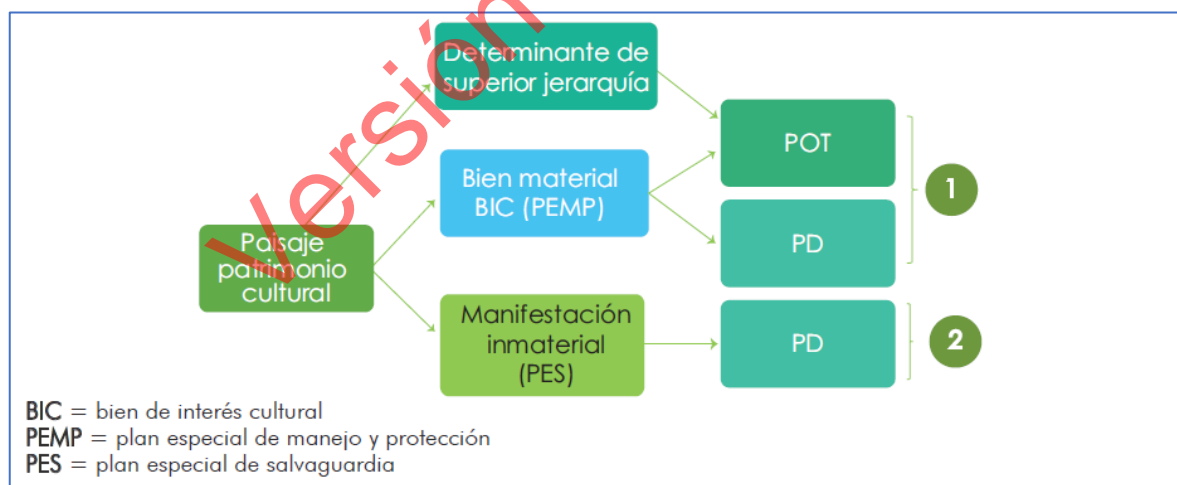 Determinante de
superior jerarquía
POT
Bien material
BIC (PEMP)
1
PD
Paisaje
patrimonio
cultural
Manifestación
inmaterial
(PES)
PD
2
Versión
BIC = bien de interés cultural
PEMP = plan especial de manejo y protección
PES = plan especial de salvaguardia